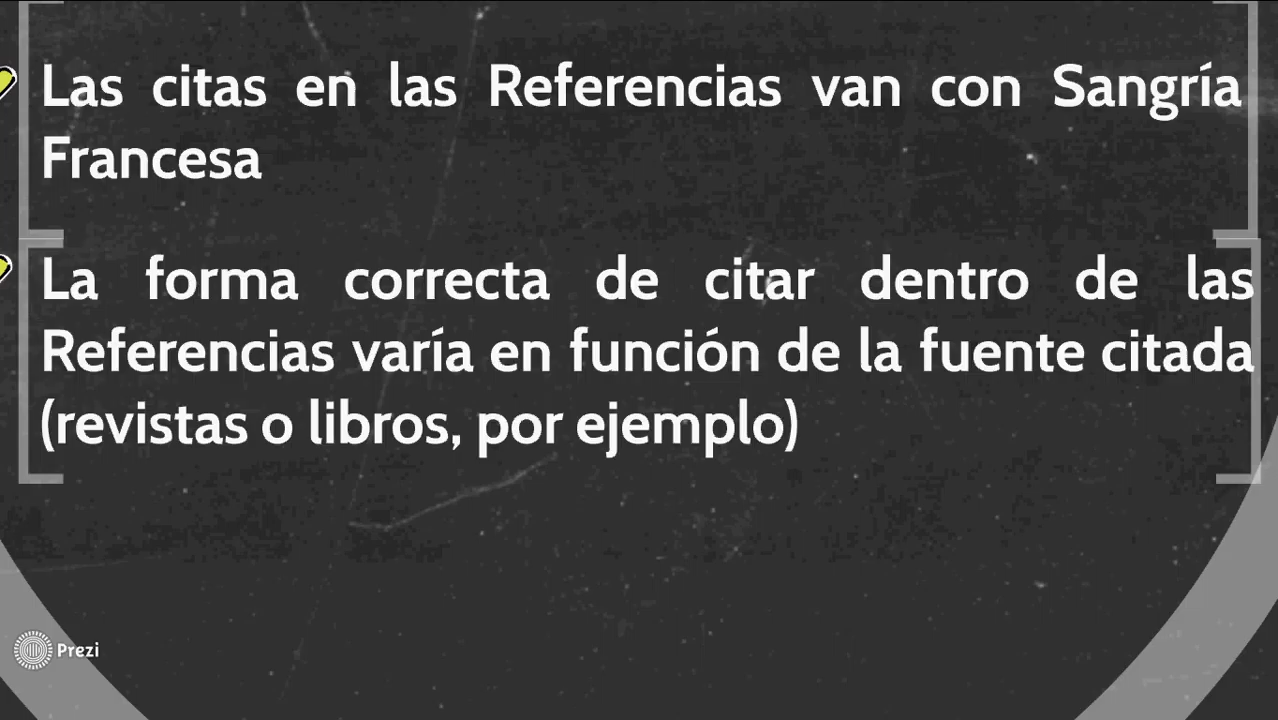 Las citas en las Referencias van con Sangría
Francesa
La forma correcta de citar dentro de las
Referencias varía en función de la fuente citada
(revistas o libros, por ejemplo)
Prezi